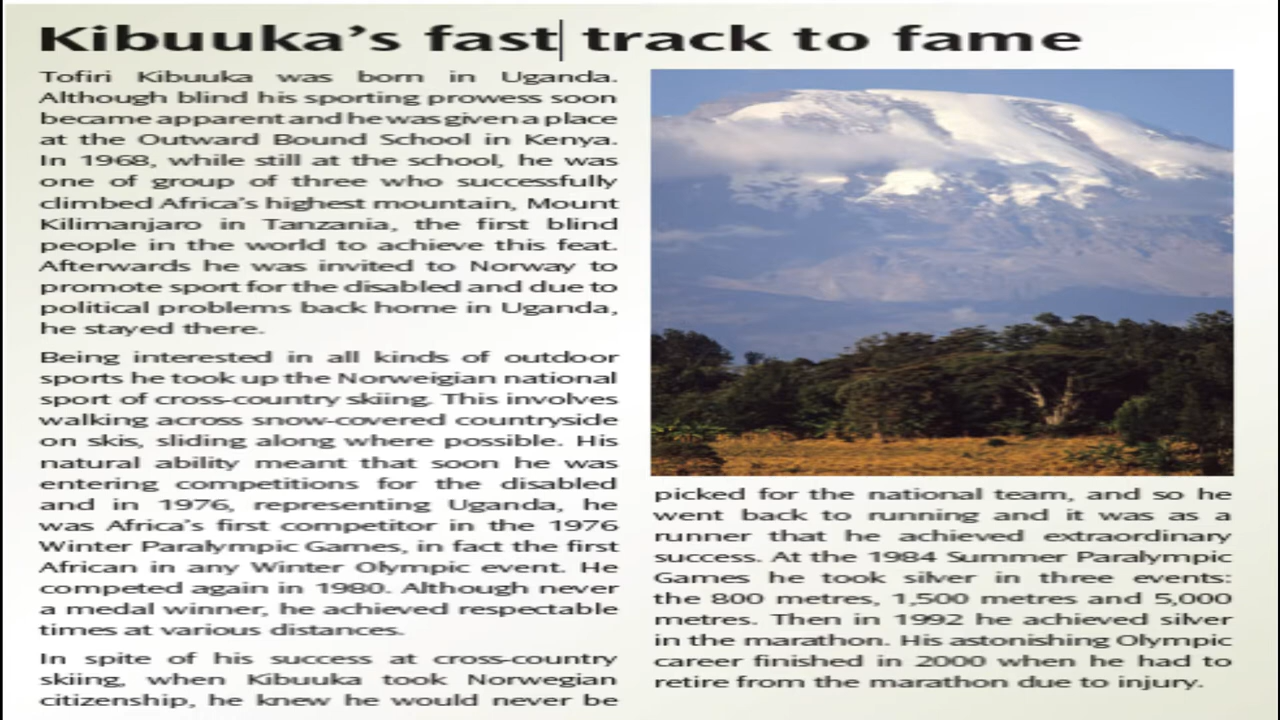 Kibuuka's fast track to fame
Tofiri Kibuuka was born in Uganda.
Although blind his sporting prowess soon
became apparent and he was given a place
at the Outward Bound School in Kenya.
In 1968, while still at the school, he was
one of group of three who successfully
climbed Africa's highest mountain, Mount
Kilimanjaro in Tanzania, the first blind
people in the world to achieve this feat.
Afterwards he was invited to Norway to
promote sport for the disabled and due to
political problems back home in Uganda,
he stayed there.
Being interested in all kinds of outdoor
sports he took up the Norweigian national
sport of cross-country skiing. This involves
walking across snow-covered countryside
on skis, sliding along where possible. His
natural ability meant that soon he was
entering competitions for the disabled
and in 1976, representing Uganda, he
was Africa's first competitor in the 1976
Winter Paralympic Games, in fact the first
African in any Winter Olympic event. He
competed again in 1980. Although never
a medal winner, he achieved respectable
times at various distances.
In spite of his success at cross-country
skiing, when Kibuuka took Norwegian
citizenship, he knew he would never be
picked for the national team, and so he
went back to running and it was as a
runner that he achieved extraordinary
success. At the 1984 Summer Paralympic
Games he took silver in three events:
the 800 metres, 1,500 metres and 5,000
metres. Then in 1992 he achieved silver
in the marathon. His astonishing Olympic
career finished in 2000 when he had to
retire from the marathon due to injury.